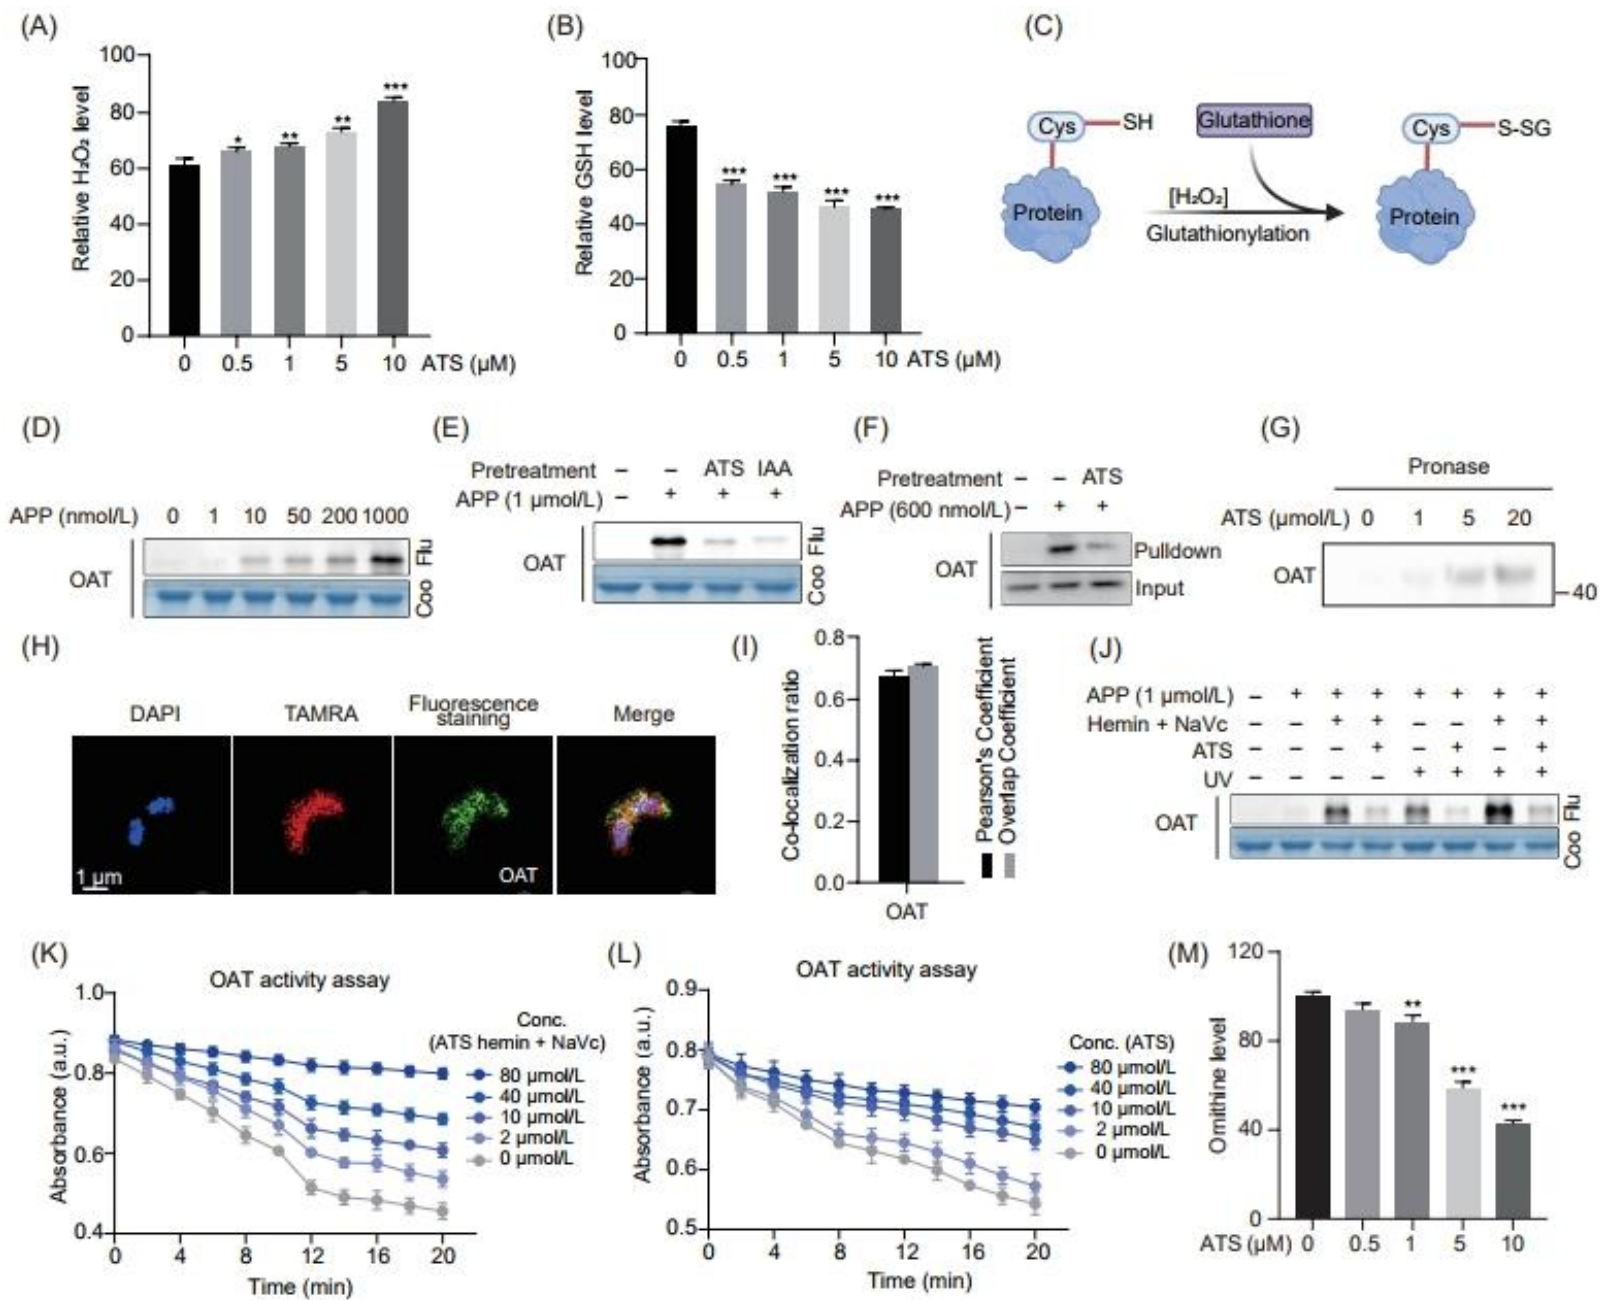 (A)
100
80
60
40
20
0
Relative H₂O₂ level
*
**
**
***
0 0.5 1 5 10 ATS (µM)
(B)
100
80
60
40
20
0
Relative GSH level
***
***
***
***
0 0.5 1 5 10 ATS (µM)
(C)
Cys SH
Glutathione
Cys S-SG
Protein
[H₂O₂]
Glutathionylation
Protein
(D)
APP (nmol/L) 0 1 10 50 200 1000
OAT
Flu
Coo
(E)
Pretreatment – – ATS IAA
APP (1 µmol/L) – + + +
OAT
Flu
Coo
(F)
Pretreatment – – ATS
APP (600 nmol/L) – + +
OAT
Pulldown
Input
(G)
Pronase
ATS (µmol/L) 0 1 5 20
OAT
40
(H)
DAPI
TAMRA
Fluorescence
staining
Merge
1 µm
OAT
(I)
0.8
0.6
0.4
0.2
0.0
Co-localization ratio
OAT
Pearson's Coefficient
Overlap Coefficient
(J)
APP (1 µmol/L) – + + + + + + +
Hemin + NaVc – – + + – – + +
ATS – – – + – + – +
UV – – – – + + + +
OAT
Flu
Coo
(K)
OAT activity assay
1.0
0.8
0.6
0.4
Absorbance (a.u.)
Conc.
(ATS hemin + NaVc)
80 µmol/L
40 µmol/L
10 µmol/L
2 µmol/L
0 µmol/L
0 4 8 12 16 20
Time (min)
(L)
OAT activity assay
0.9
0.8
0.7
0.6
0.5
Absorbance (a.u.)
Conc. (ATS)
80 µmol/L
40 µmol/L
10 µmol/L
2 µmol/L
0 µmol/L
0 4 8 12 16 20
Time (min)
(M)
120
80
40
0
Ornithine level
**
***
***
ATS (µM) 0 0.5 1 5 10